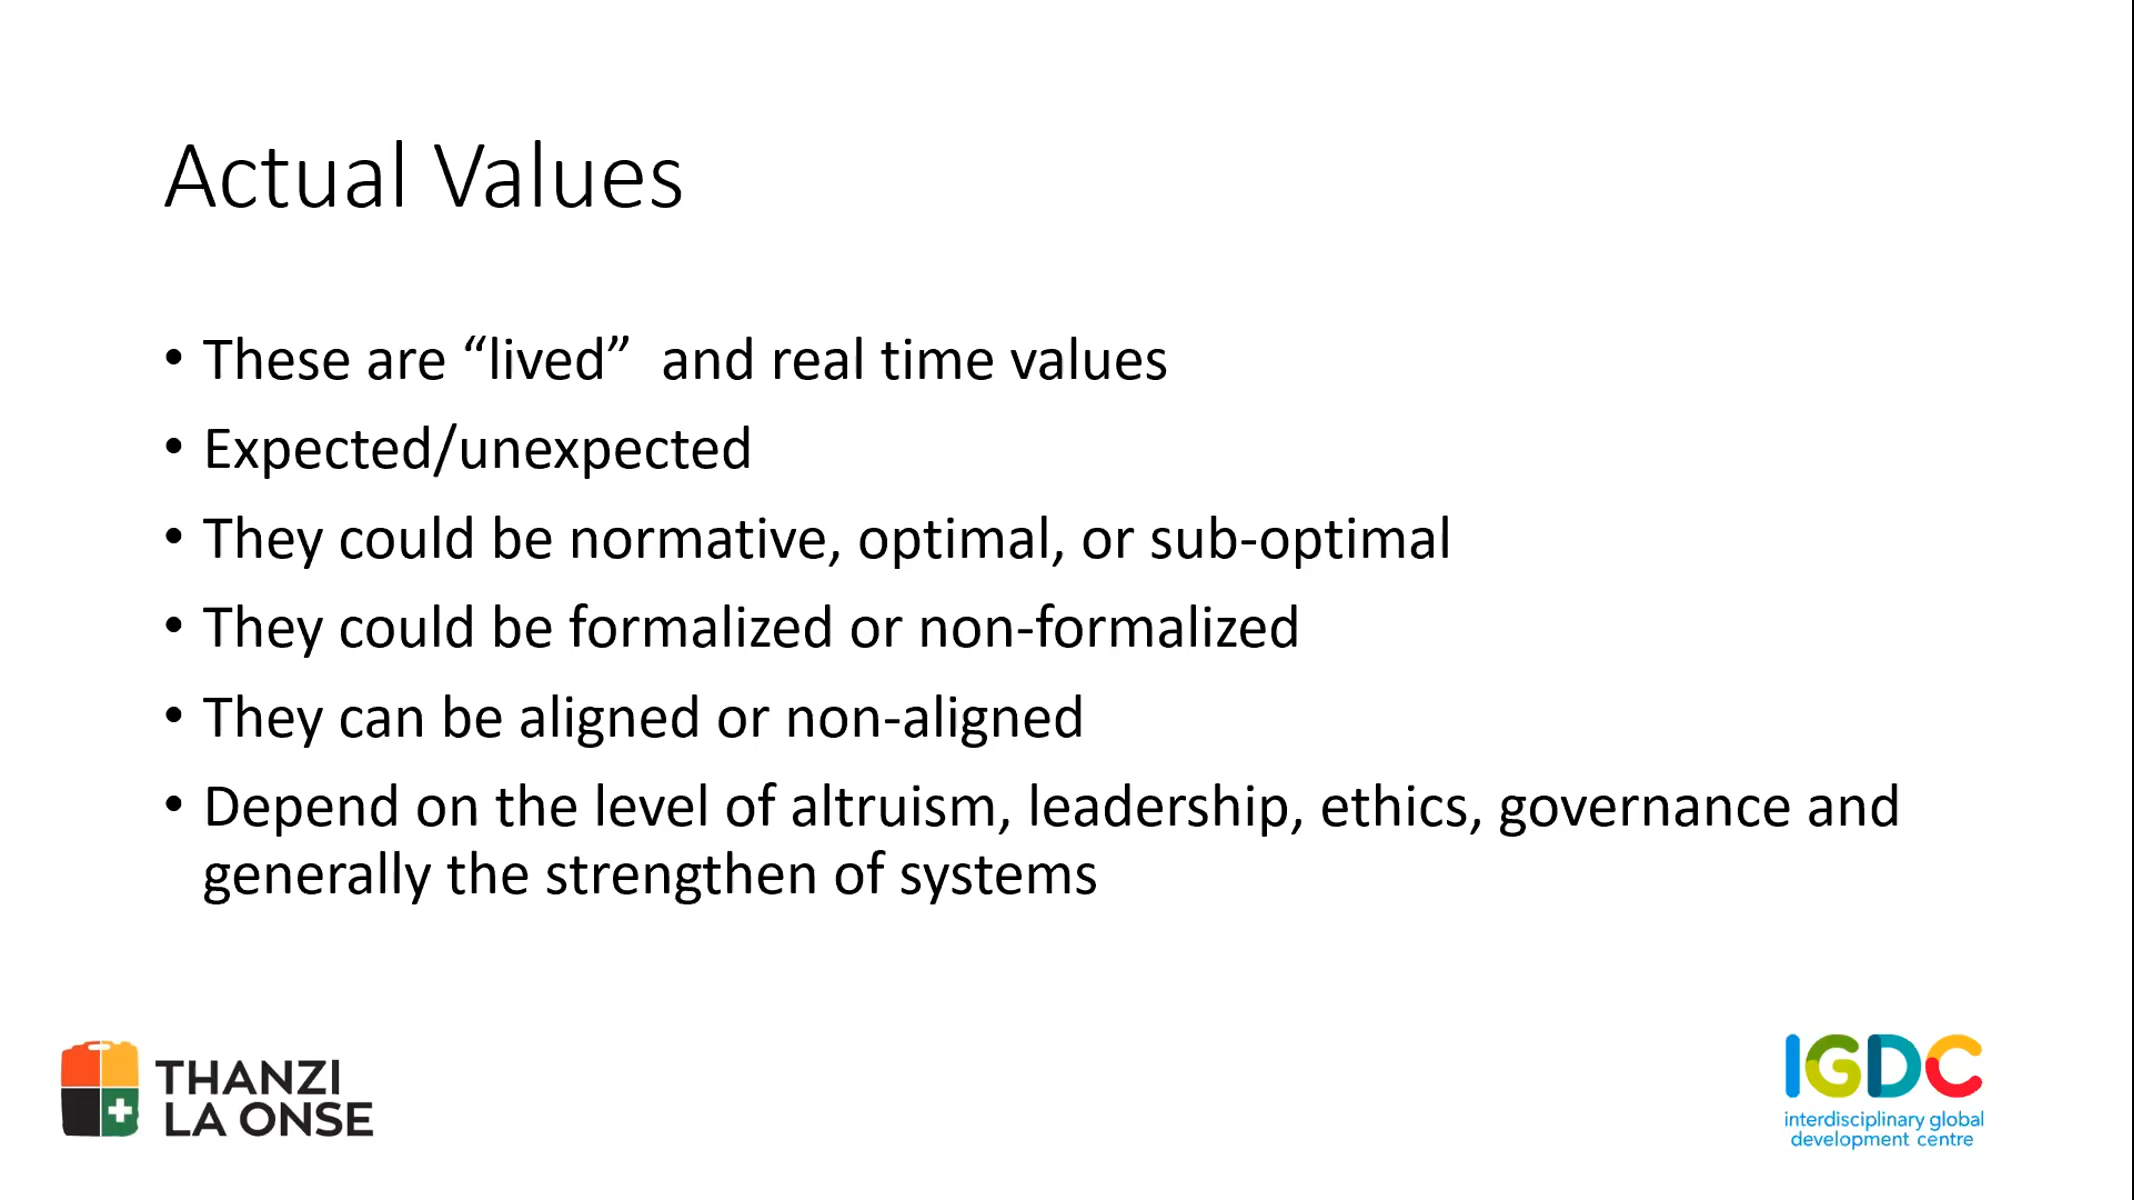 Actual Values
• These are “lived”  and real time values
• Expected/unexpected
• They could be normative, optimal, or sub-optimal
• They could be formalized or non-formalized
• They can be aligned or non-aligned
• Depend on the level of altruism, leadership, ethics, governance and
generally the strengthen of systems
THANZI
LA ONSE
IGDC
interdisciplinary global
development centre